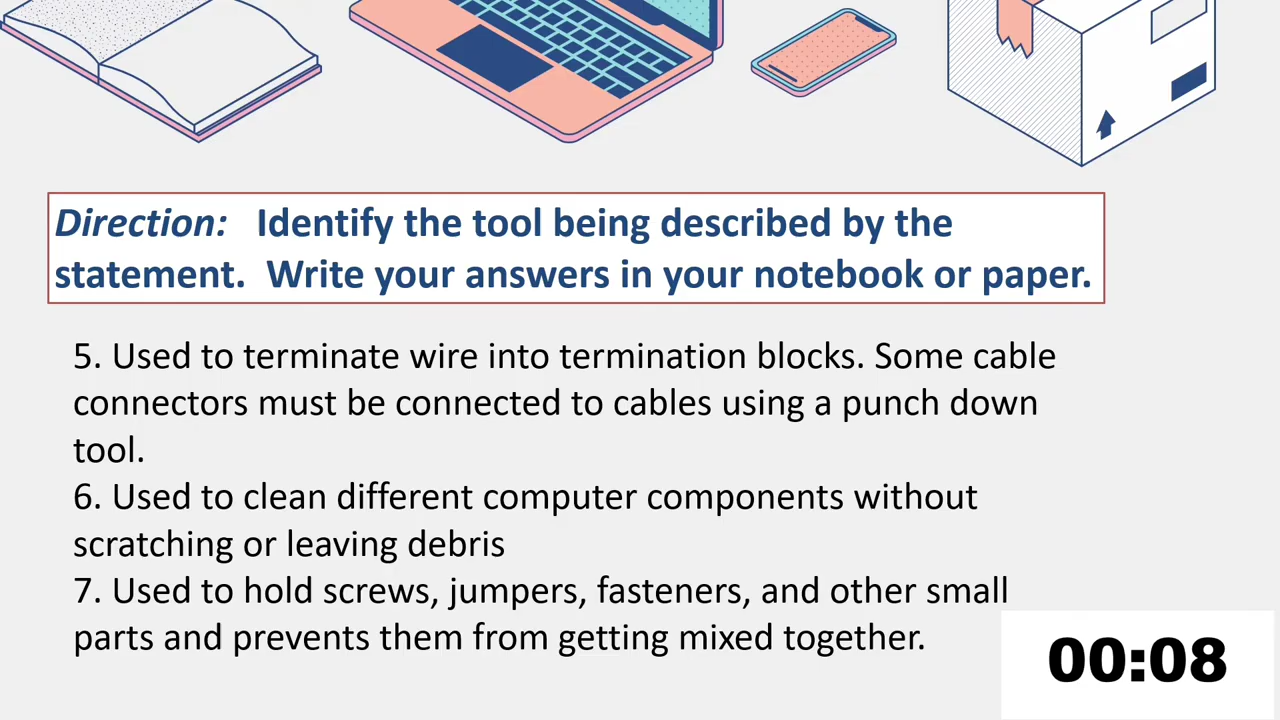 Direction: Identify the tool being described by the
statement. Write your answers in your notebook or paper.
5. Used to terminate wire into termination blocks. Some cable
connectors must be connected to cables using a punch down
tool.
6. Used to clean different computer components without
scratching or leaving debris
7. Used to hold screws, jumpers, fasteners, and other small
parts and prevents them from getting mixed together.
00:08